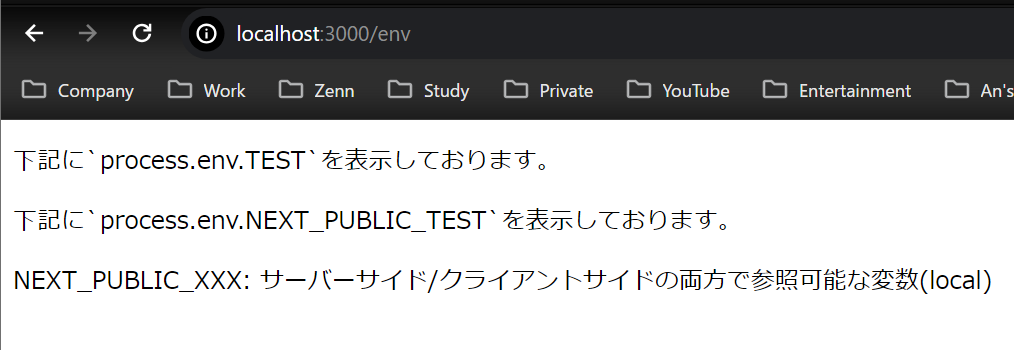 localhost:3000/env
Company Work Zenn Study Private YouTube Entertainment An's
下記に`process.env.TEST`を表示しております。
下記に`process.env.NEXT_PUBLIC_TEST`を表示しております。
NEXT_PUBLIC_XXX: サーバーサイド/クライアントサイドの両方で参照可能な変数(local)